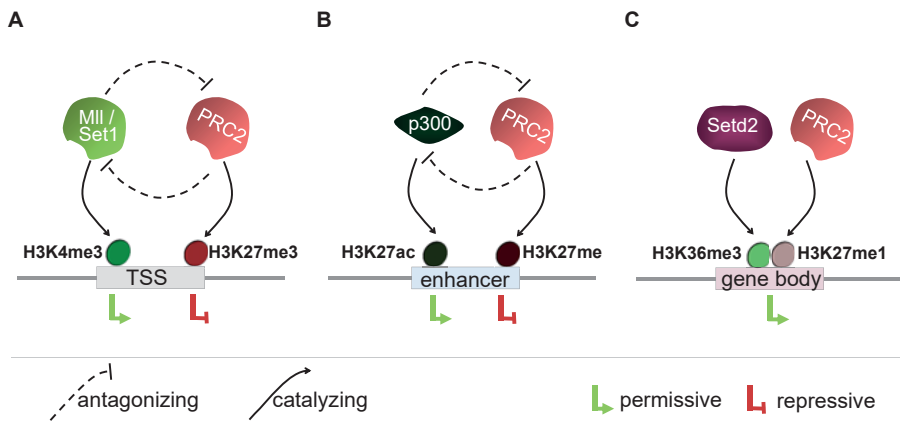 A
B
C
Mll /
Set1
PRC2
p300
PRC2
Setd2
PRC2
H3K4me3
H3K27me3
H3K27ac
H3K27me
H3K36me3
H3K27me1
TSS
enhancer
gene body
antagonizing
catalyzing
permissive
repressive